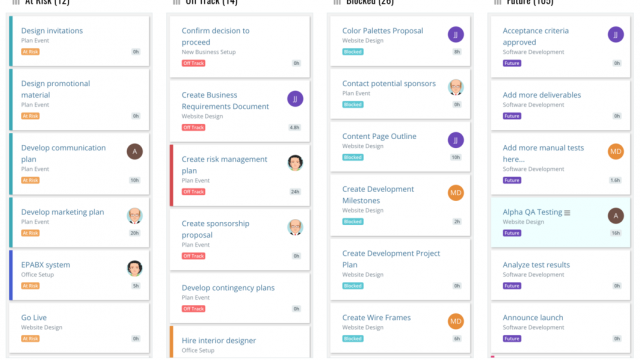 At Risk (12)
Design invitations
Plan Event
At Risk
0h
Design promotional
material
Plan Event
At Risk
0h
Develop communication
plan
A
Plan Event
At Risk
10h
Develop marketing plan
Plan Event
At Risk
20h
EPABX system
Office Setup
At Risk
5h
Go Live
Website Design
At Risk
6h
Off Track (14)
Confirm decision to
proceed
New Business Setup
Off Track
0h
Create Business
Requirements Document
JJ
Website Design
Off Track
4.8h
Create risk management
plan
Plan Event
Off Track
24h
Create sponsorship
proposal
Plan Event
Off Track
0h
Develop contingency plans
Plan Event
Off Track
0h
Hire interior designer
Office Setup
Blocked (26)
Color Palettes Proposal
JJ
Website Design
Blocked
8h
Contact potential sponsors
Plan Event
Blocked
0h
Content Page Outline
JJ
Website Design
Blocked
10h
Create Development
Milestones
MD
Website Design
Blocked
2h
Create Development Project
Plan
Website Design
Blocked
0h
Create Wire Frames
MD
Website Design
Blocked
6h
Future (105)
Acceptance criteria
approved
JJ
Software Development
Future
0h
Add more deliverables
Software Development
Future
0h
Add more manual tests
here...
MD
Software Development
Future
1.6h
Alpha QA Testing
A
Website Design
Future
16h
Analyze test results
Software Development
Future
0h
Announce launch
Software Development
Future
0h